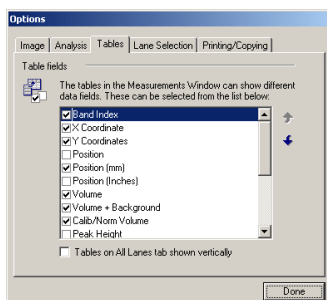 Options
Image Analysis Tables Lane Selection Printing/Copying
Table fields
The tables in the Measurements Window can show different
data fields. These can be selected from the list below:
Band Index
X Coordinate
Y Coordinates
Position
Position (mm)
Position (Inches)
Volume
Volume + Background
Calib/Norm Volume
Peak Height
Tables on All Lanes tab shown vertically
Done